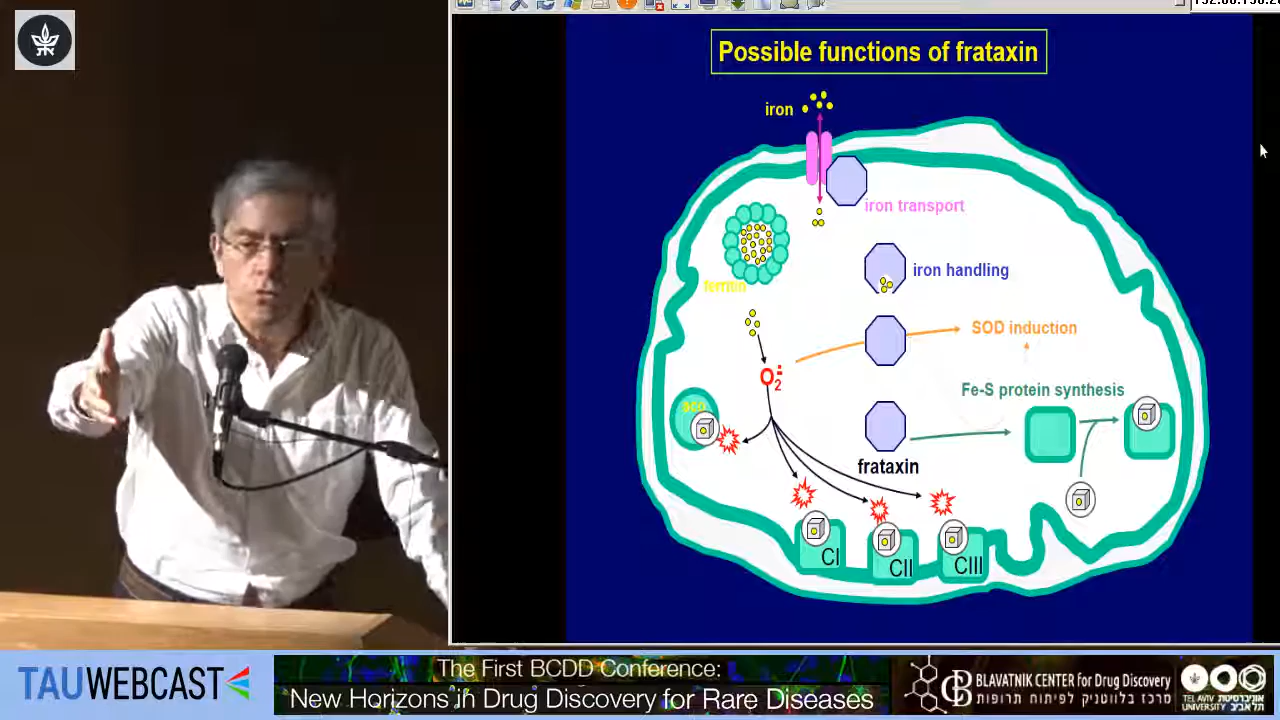 Possible functions of frataxin
iron
iron transport
iron handling
ferritin
SOD induction
O2
Fe-S protein synthesis
aco
frataxin
CI
CII
CIII
TAUWEBCAST
The First BCDD Conference:
New Horizons in Drug Discovery for Rare Diseases
BLAVATNIK CENTER for Drug Discovery
מרכז בלווטניק לפיתוח תרופות
TEL AVIV
UNIVERSITY
אוניברסיטת
תל אביב